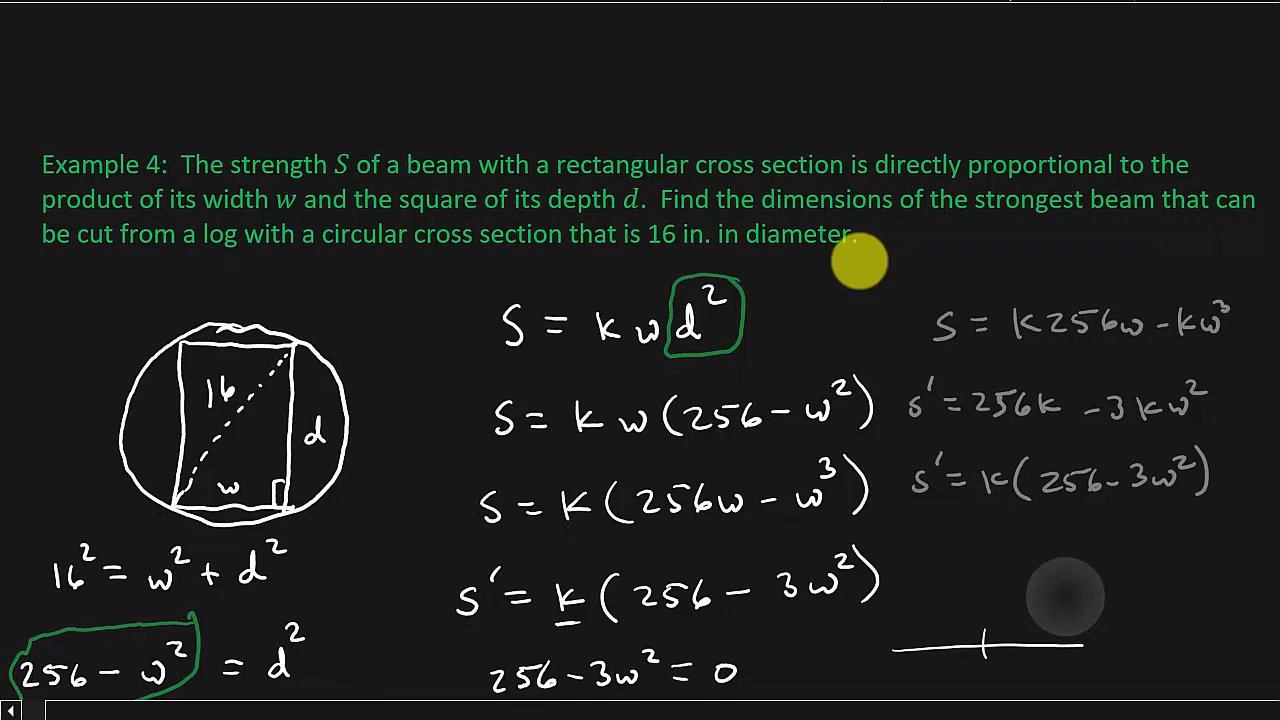 Example 4: The strength S of a beam with a rectangular cross section is directly proportional to the
product of its width w and the square of its depth d. Find the dimensions of the strongest beam that can
be cut from a log with a circular cross section that is 16 in. in diameter.
16
d
w
16² = w² + d²
256 - w² = d²
S = k w d²
S = k w (256 - w²)
S = k (256w - w³)
s' = k (256 - 3w²)
256 - 3w² = 0
S = k256w - kw³
s' = 256k - 3kw²
s' = k(256 - 3w²)